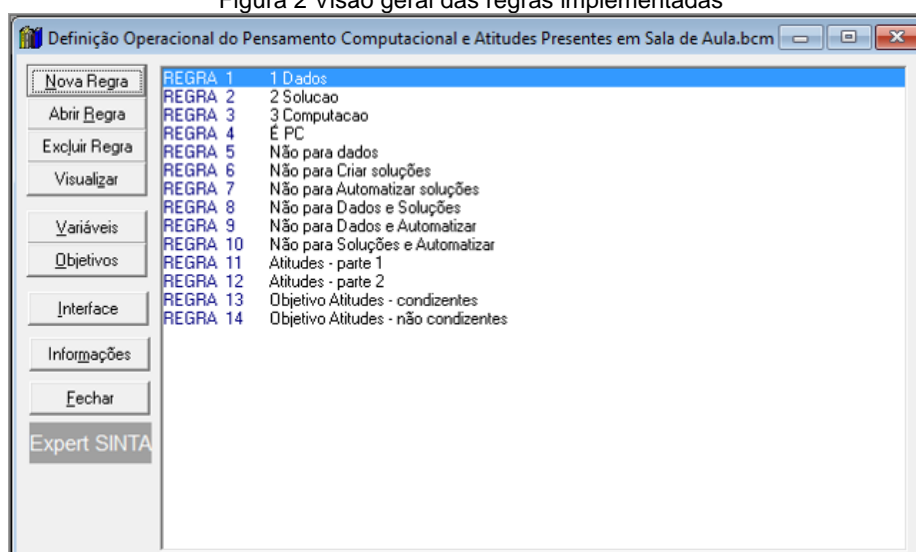 Figura 2 Visão geral das regras implementadas
Definição Operacional do Pensamento Computacional e Atitudes Presentes em Sala de Aula.bcm
Nova Regra
Abrir Regra
Excluir Regra
Visualizar
Variáveis
Objetivos
Interface
Informações
Fechar
Expert SINTA
REGRA 1 1 Dados
REGRA 2 2 Solucao
REGRA 3 3 Computacao
REGRA 4 É PC
REGRA 5 Não para dados
REGRA 6 Não para Criar soluções
REGRA 7 Não para Automatizar soluções
REGRA 8 Não para Dados e Soluções
REGRA 9 Não para Dados e Automatizar
REGRA 10 Não para Soluções e Automatizar
REGRA 11 Atitudes - parte 1
REGRA 12 Atitudes - parte 2
REGRA 13 Objetivo Atitudes - condizentes
REGRA 14 Objetivo Atitudes - não condizentes